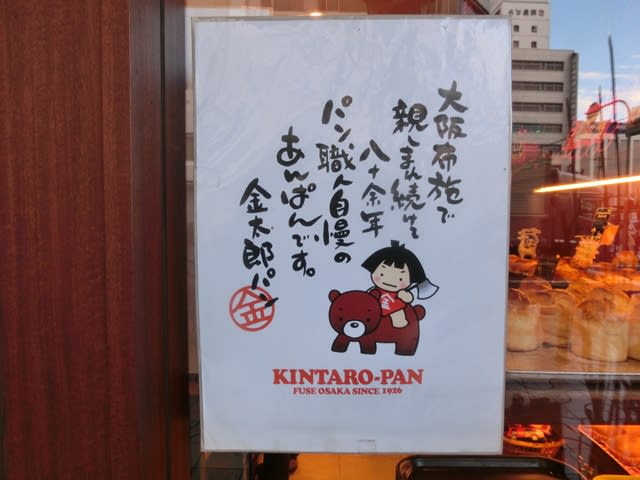 大阪布施で
親しまれ続けて
八十余年
パン職人自慢の
あんぱんです。
金太郎パン
金
金
KINTARO-PAN
FUSE OSAKA SINCE 1926